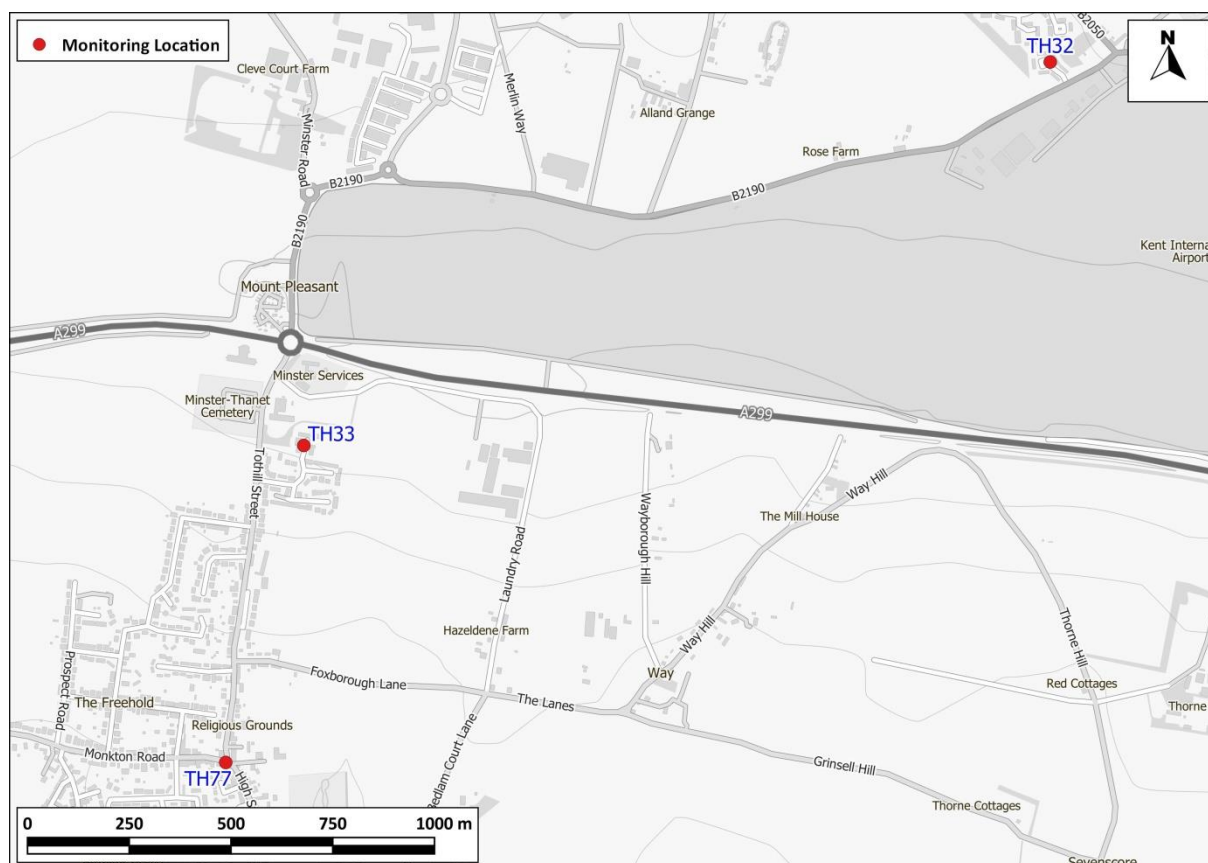 Monitoring Location
N
B2050
TH32
Cleve Court Farm
Merlin Way
Alland Grange
Minster Road
Rose Farm
B2190
B2190
B2190
Kent Interna
Airport
Mount Pleasant
A299
Minster Services
Minster-Thanet
Cemetery
A299
TH33
Tothill Street
Way Hill
The Mill House
Wayborough Hill
Laundry Road
Thorne Hill
Hazeldene Farm
Way Hill
Prospect Road
Foxborough Lane
Way
Red Cottages
The Freehold
The Lanes
Thorne
Religious Grounds
Monkton Road
Bedlam Court Lane
Grinsell Hill
TH77
High S
Thorne Cottages
0 250 500 750 1000 m
Sevenscore